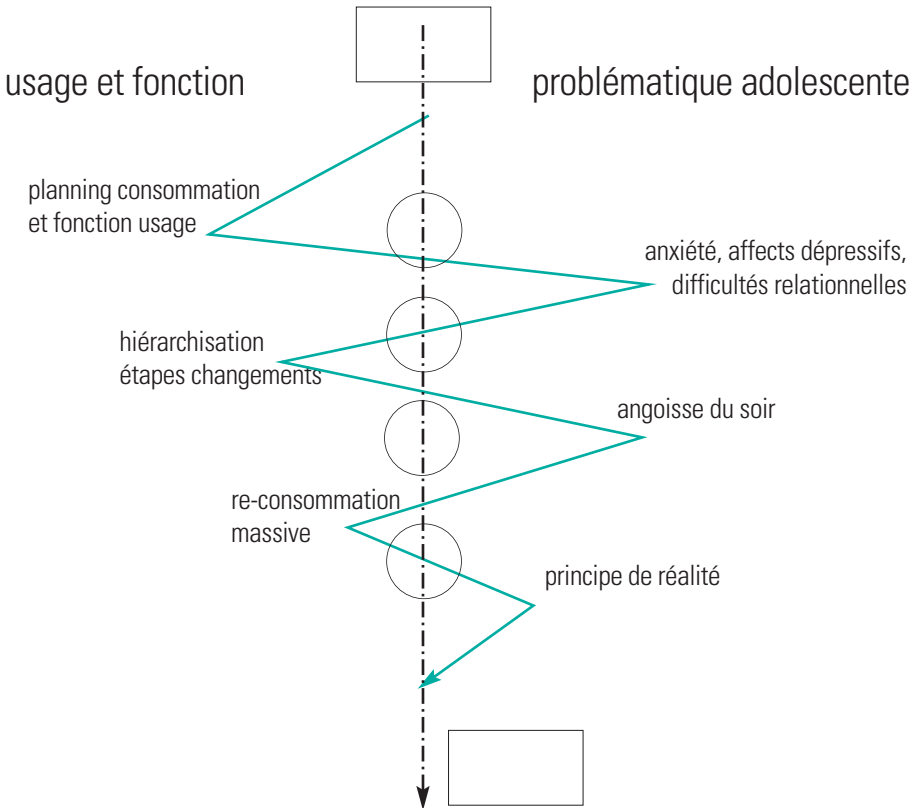 usage et fonction
problématique adolescente
planning consommation
et fonction usage
anxiété, affects dépressifs,
difficultés relationnelles
hiérarchisation
étapes changements
angoisse du soir
re-consommation
massive
principe de réalité